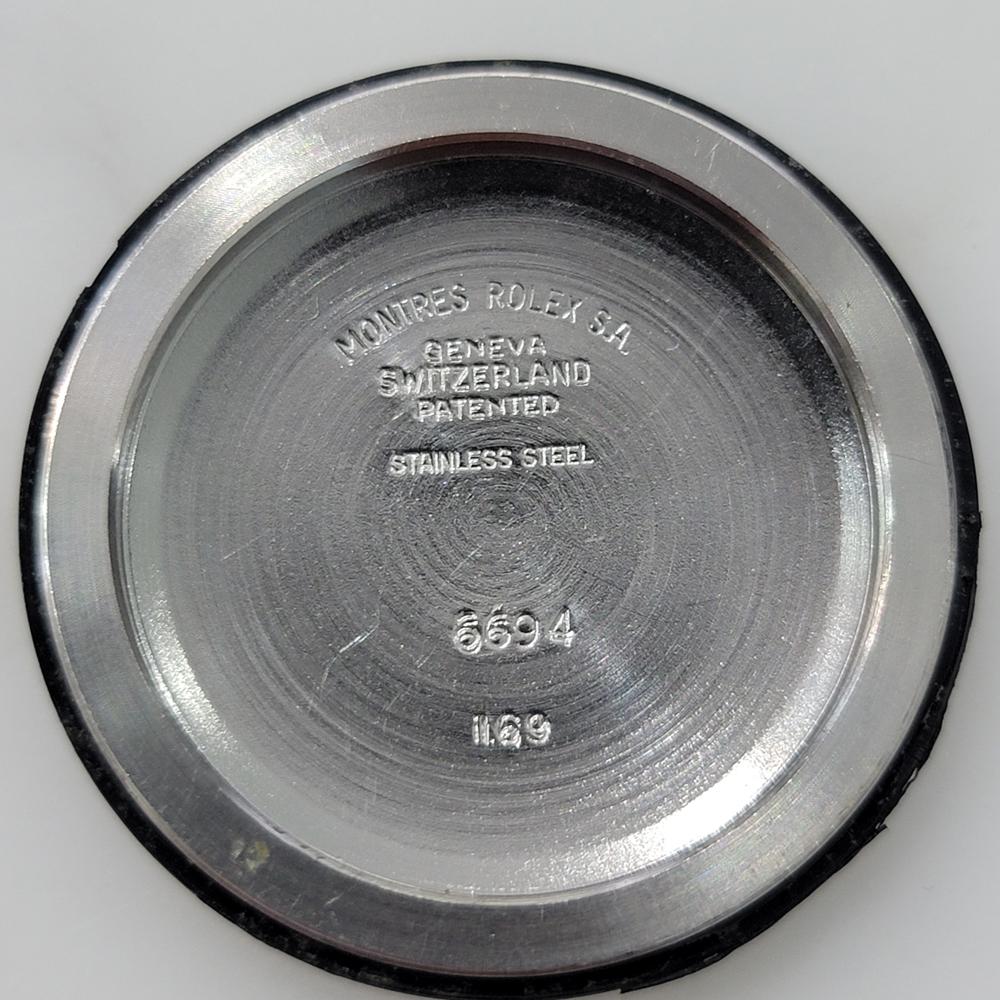 MONTRES ROLEX S.A.
GENEVA
SWITZERLAND
PATENTED
STAINLESS STEEL
6694
I.69